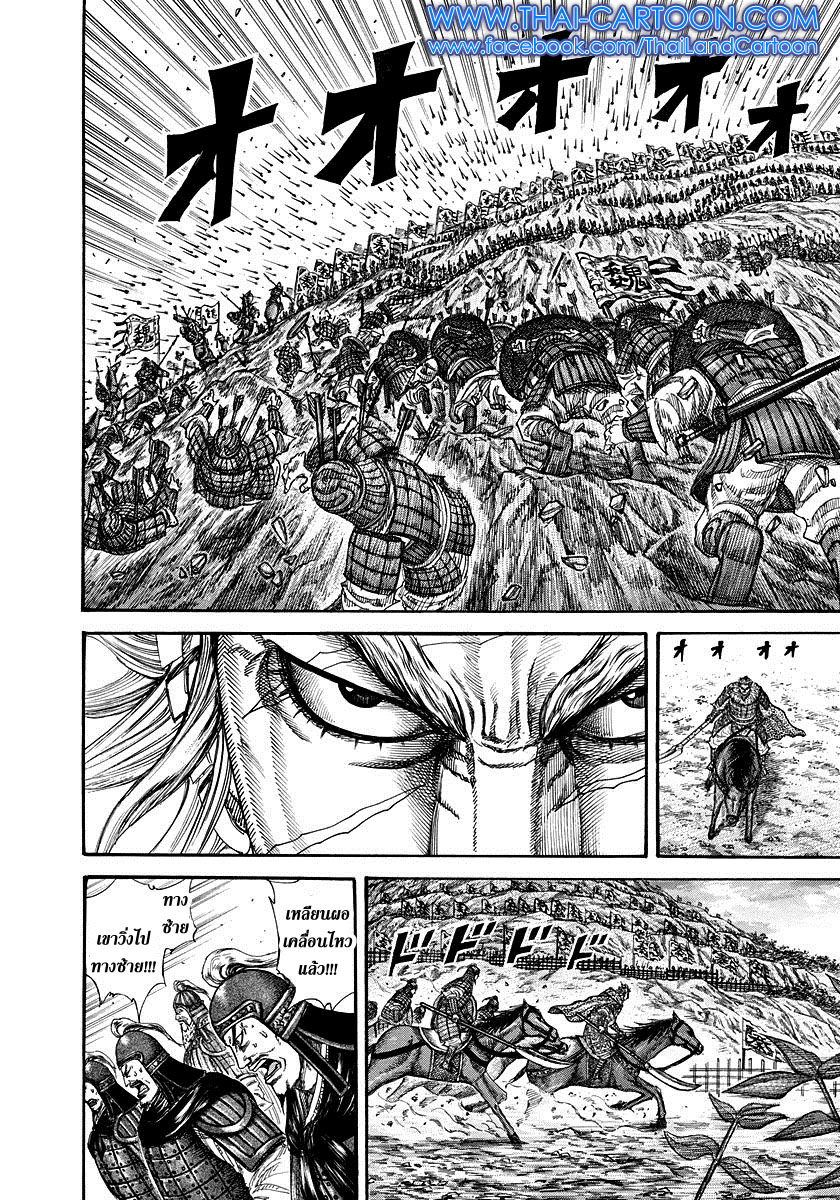 WWW.THAI-CARTOON.COM
www.facebook.com/ThaiLandCartoon
オオオオオ
魏
魏
オオオオ
เหลียนผอ
เคลื่อนไหว
แล้ว!!!
ทาง
ซ้าย
เขาวิ่งไป
ทางซ้าย!!!
ドドドド